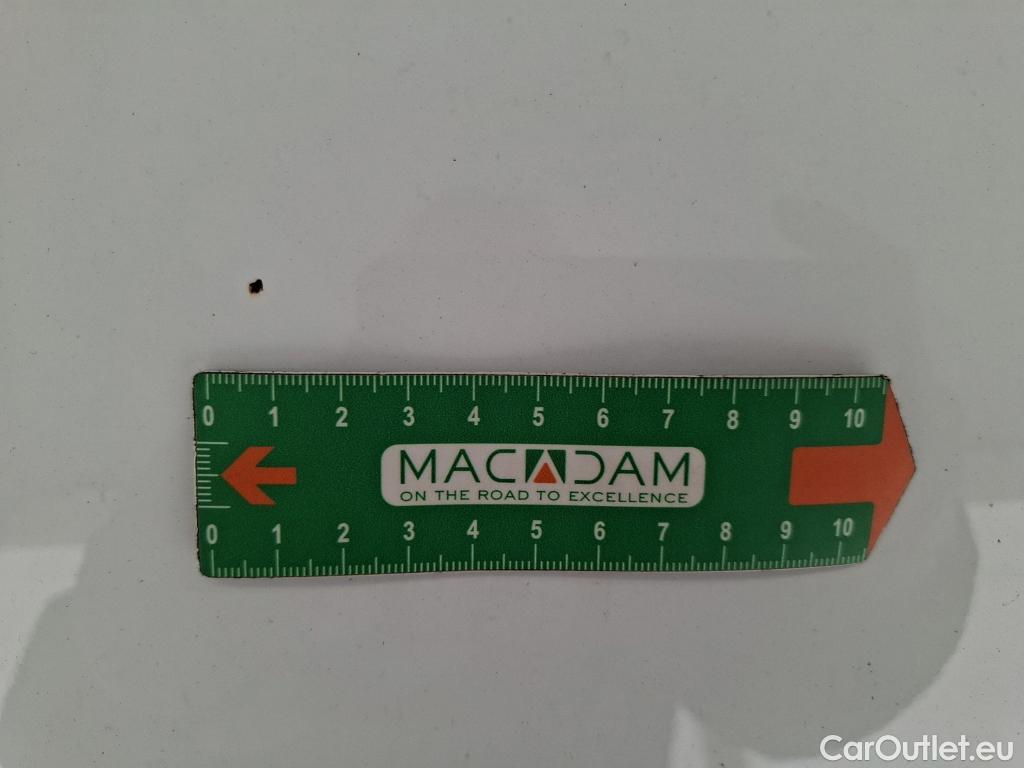 0 1 2 3 4 5 6 7 8 9 10
MACADAM
ON THE ROAD TO EXCELLENCE
0 1 2 3 4 5 6 7 8 9 10
CarOutlet.eu